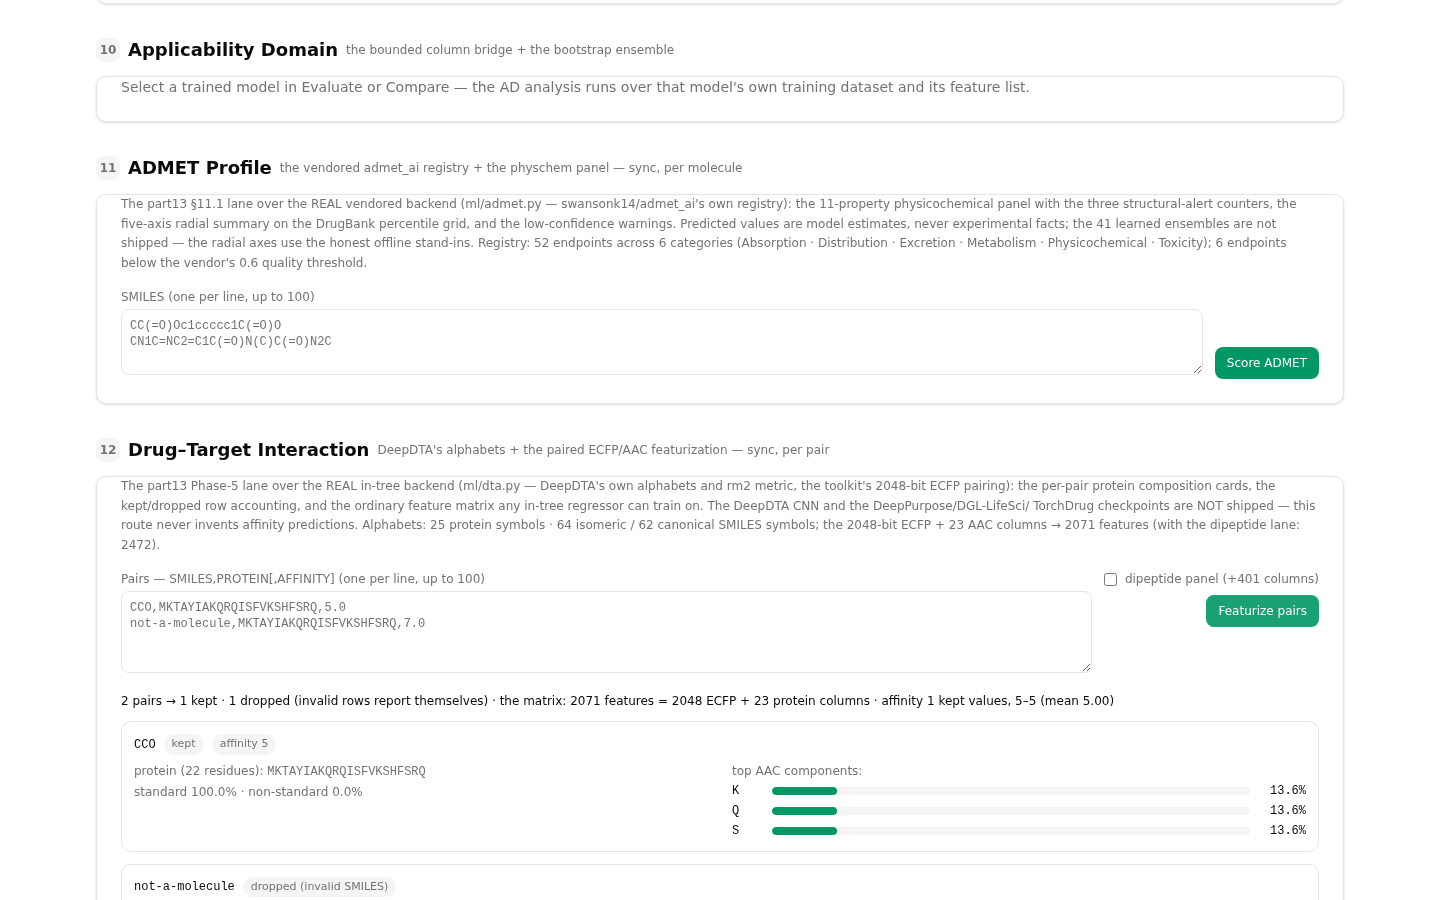 10 Applicability Domain the bounded column bridge + the bootstrap ensemble
Select a trained model in Evaluate or Compare — the AD analysis runs over that model's own training dataset and its feature list.
11 ADMET Profile the vendored admet_ai registry + the physchem panel — sync, per molecule
The part13 §11.1 lane over the REAL vendored backend (ml/admet.py — swansonk14/admet_ai's own registry): the 11-property physicochemical panel with the three structural-alert counters, the
five-axis radial summary on the DrugBank percentile grid, and the low-confidence warnings. Predicted values are model estimates, never experimental facts; the 41 learned ensembles are not
shipped — the radial axes use the honest offline stand-ins. Registry: 52 endpoints across 6 categories (Absorption · Distribution · Excretion · Metabolism · Physicochemical · Toxicity); 6 endpoints
below the vendor's 0.6 quality threshold.
SMILES (one per line, up to 100)
CC(=O)Oc1ccccc1C(=O)O
CN1C=NC2=C1C(=O)N(C)C(=O)N2C
Score ADMET
12 Drug–Target Interaction DeepDTA's alphabets + the paired ECFP/AAC featurization — sync, per pair
The part13 Phase-5 lane over the REAL in-tree backend (ml/dta.py — DeepDTA's own alphabets and rm2 metric, the toolkit's 2048-bit ECFP pairing): the per-pair protein composition cards, the
kept/dropped row accounting, and the ordinary feature matrix any in-tree regressor can train on. The DeepDTA CNN and the DeepPurpose/DGL-LifeSci/ TorchDrug checkpoints are NOT shipped — this
route never invents affinity predictions. Alphabets: 25 protein symbols · 64 isomeric / 62 canonical SMILES symbols; the 2048-bit ECFP + 23 AAC columns → 2071 features (with the dipeptide lane:
2472).
Pairs — SMILES,PROTEIN[,AFFINITY] (one per line, up to 100)
dipeptide panel (+401 columns)
CCO,MKTAYIAKQRQISFVKSHFSRQ,5.0
not-a-molecule,MKTAYIAKQRQISFVKSHFSRQ,7.0
Featurize pairs
2 pairs → 1 kept · 1 dropped (invalid rows report themselves) · the matrix: 2071 features = 2048 ECFP + 23 protein columns · affinity 1 kept values, 5–5 (mean 5.00)
CCO kept affinity 5
protein (22 residues): MKTAYIAKQRQISFVKSHFSRQ
standard 100.0% · non-standard 0.0%
top AAC components:
K 13.6%
Q 13.6%
S 13.6%
not-a-molecule dropped (invalid SMILES)